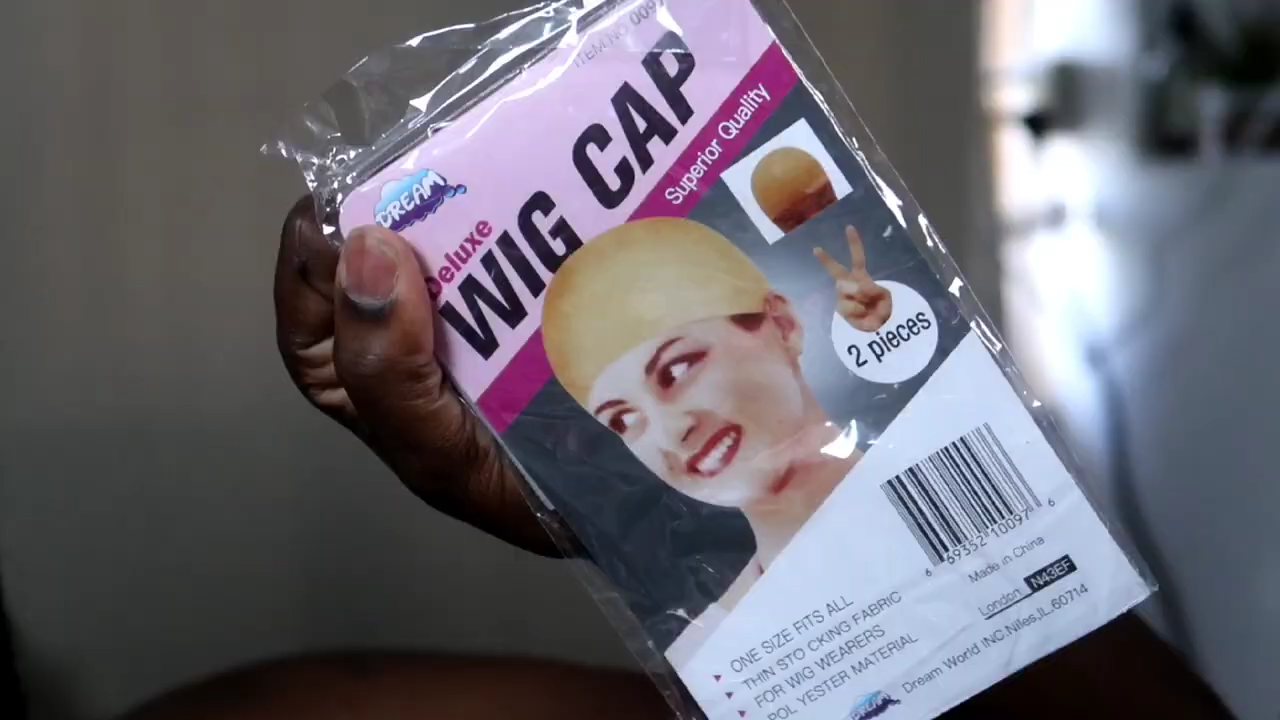 ITEM NO 0097
DREAM
Deluxe
WIG CAP
Superior Quality
2 pieces
6 69352 10097 6
Made in China
London N43EF
ONE SIZE FITS ALL
THIN STO CKING FABRIC
FOR WIG WEARERS
POL YESTER MATERIAL
DREAM
Dream World INC.Niles,IL.60714